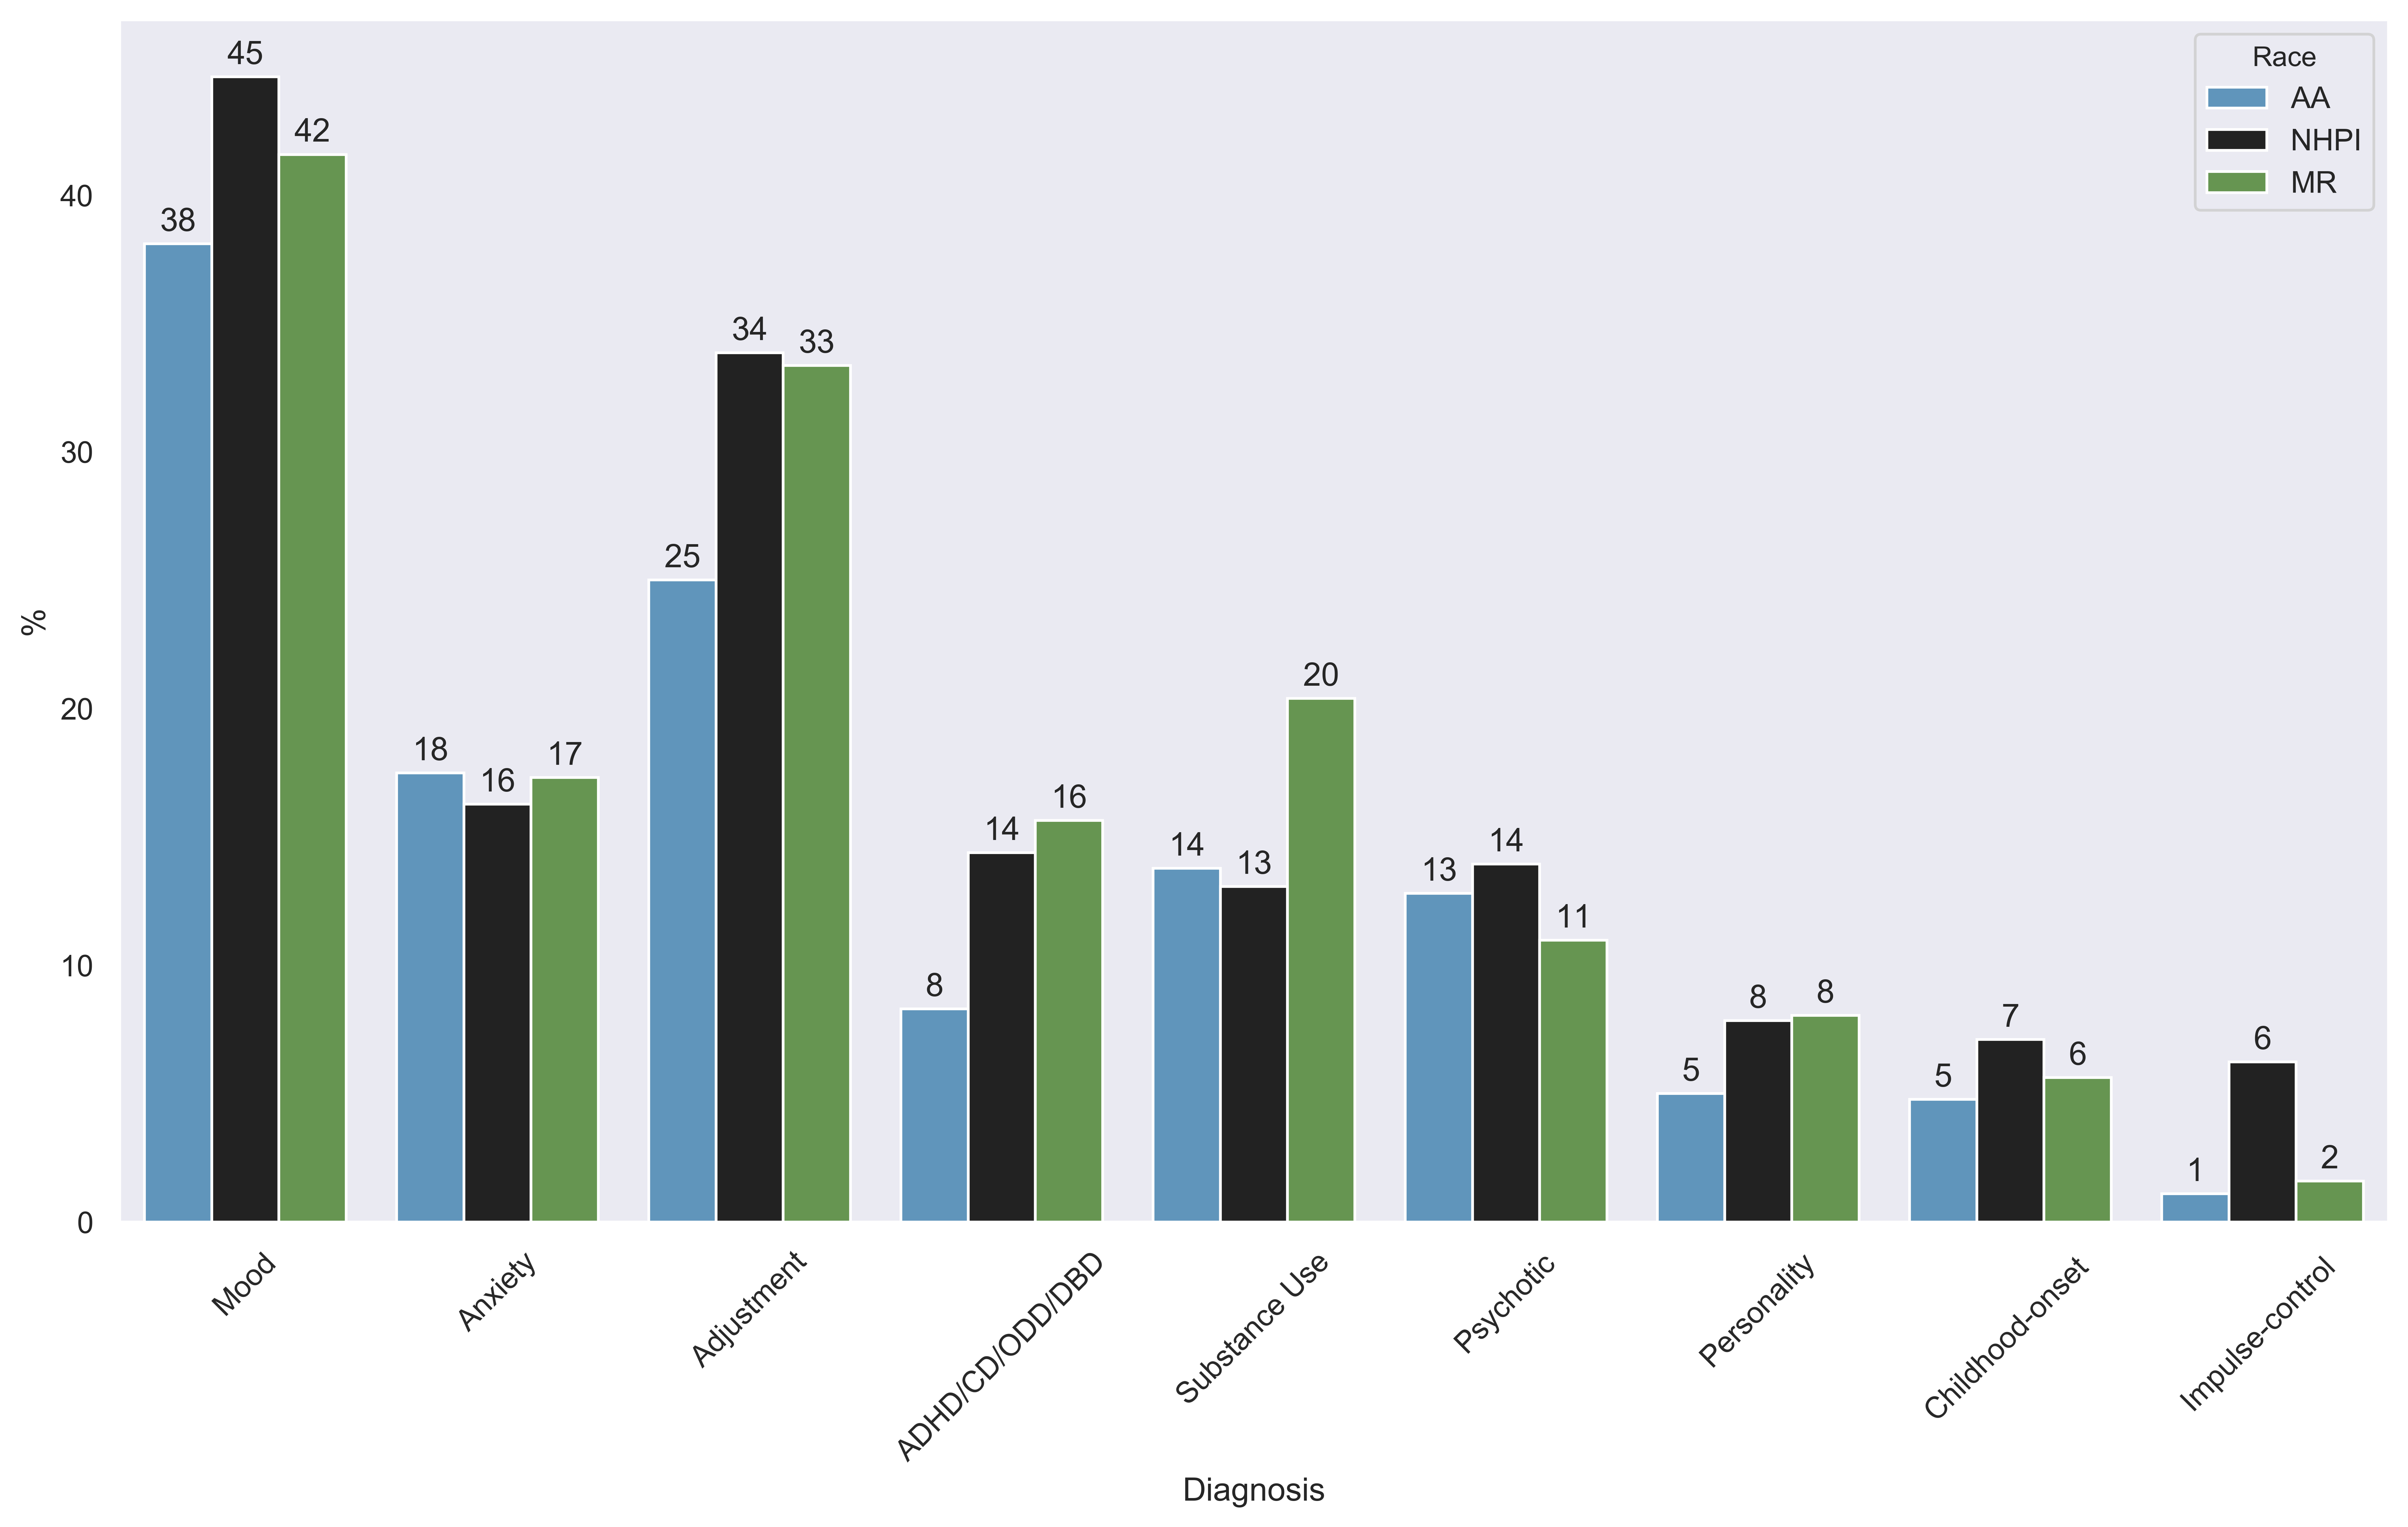 45
42
38
40
34
33
30
25
20
20
18
16
17
14
16
14
13
13
14
11
10
8
8
8
5
5
7
6
6
1
2
0
%
Race
AA
NHPI
MR
Mood
Anxiety
Adjustment
ADHD/CD/ODD/DBD
Substance Use
Psychotic
Personality
Childhood-onset
Impulse-control
Diagnosis